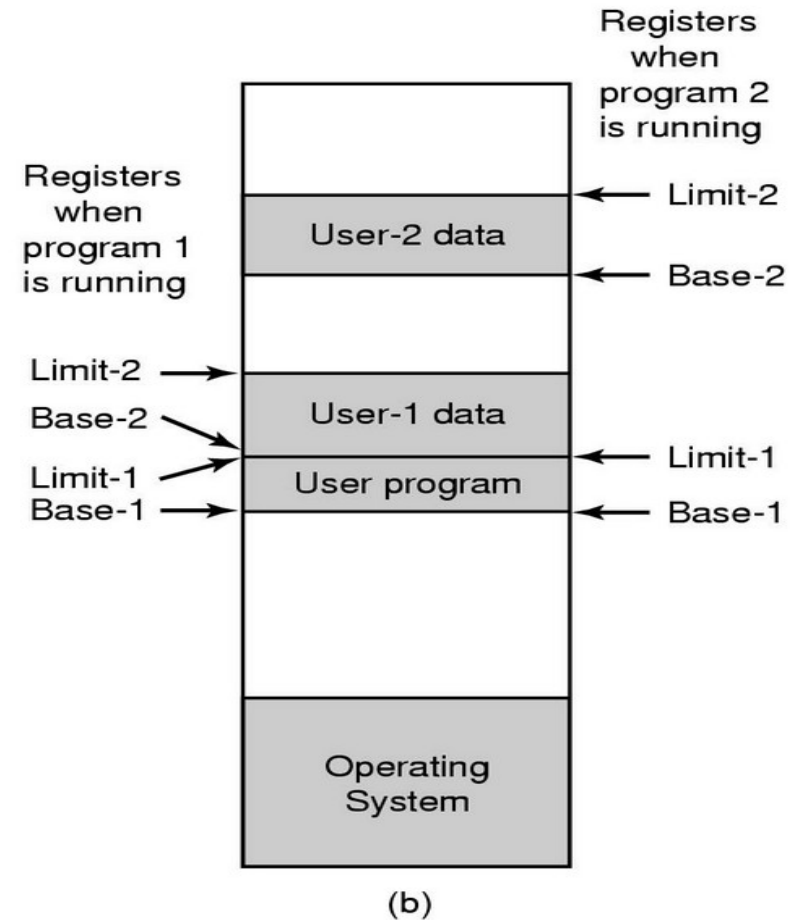 Registers
when
program 2
is running
Registers
when
program 1
is running
Limit-2
User-2 data
Base-2
Limit-2
Base-2
User-1 data
Limit-1
Base-1
Limit-1
User program
Base-1
Operating
System
(b)